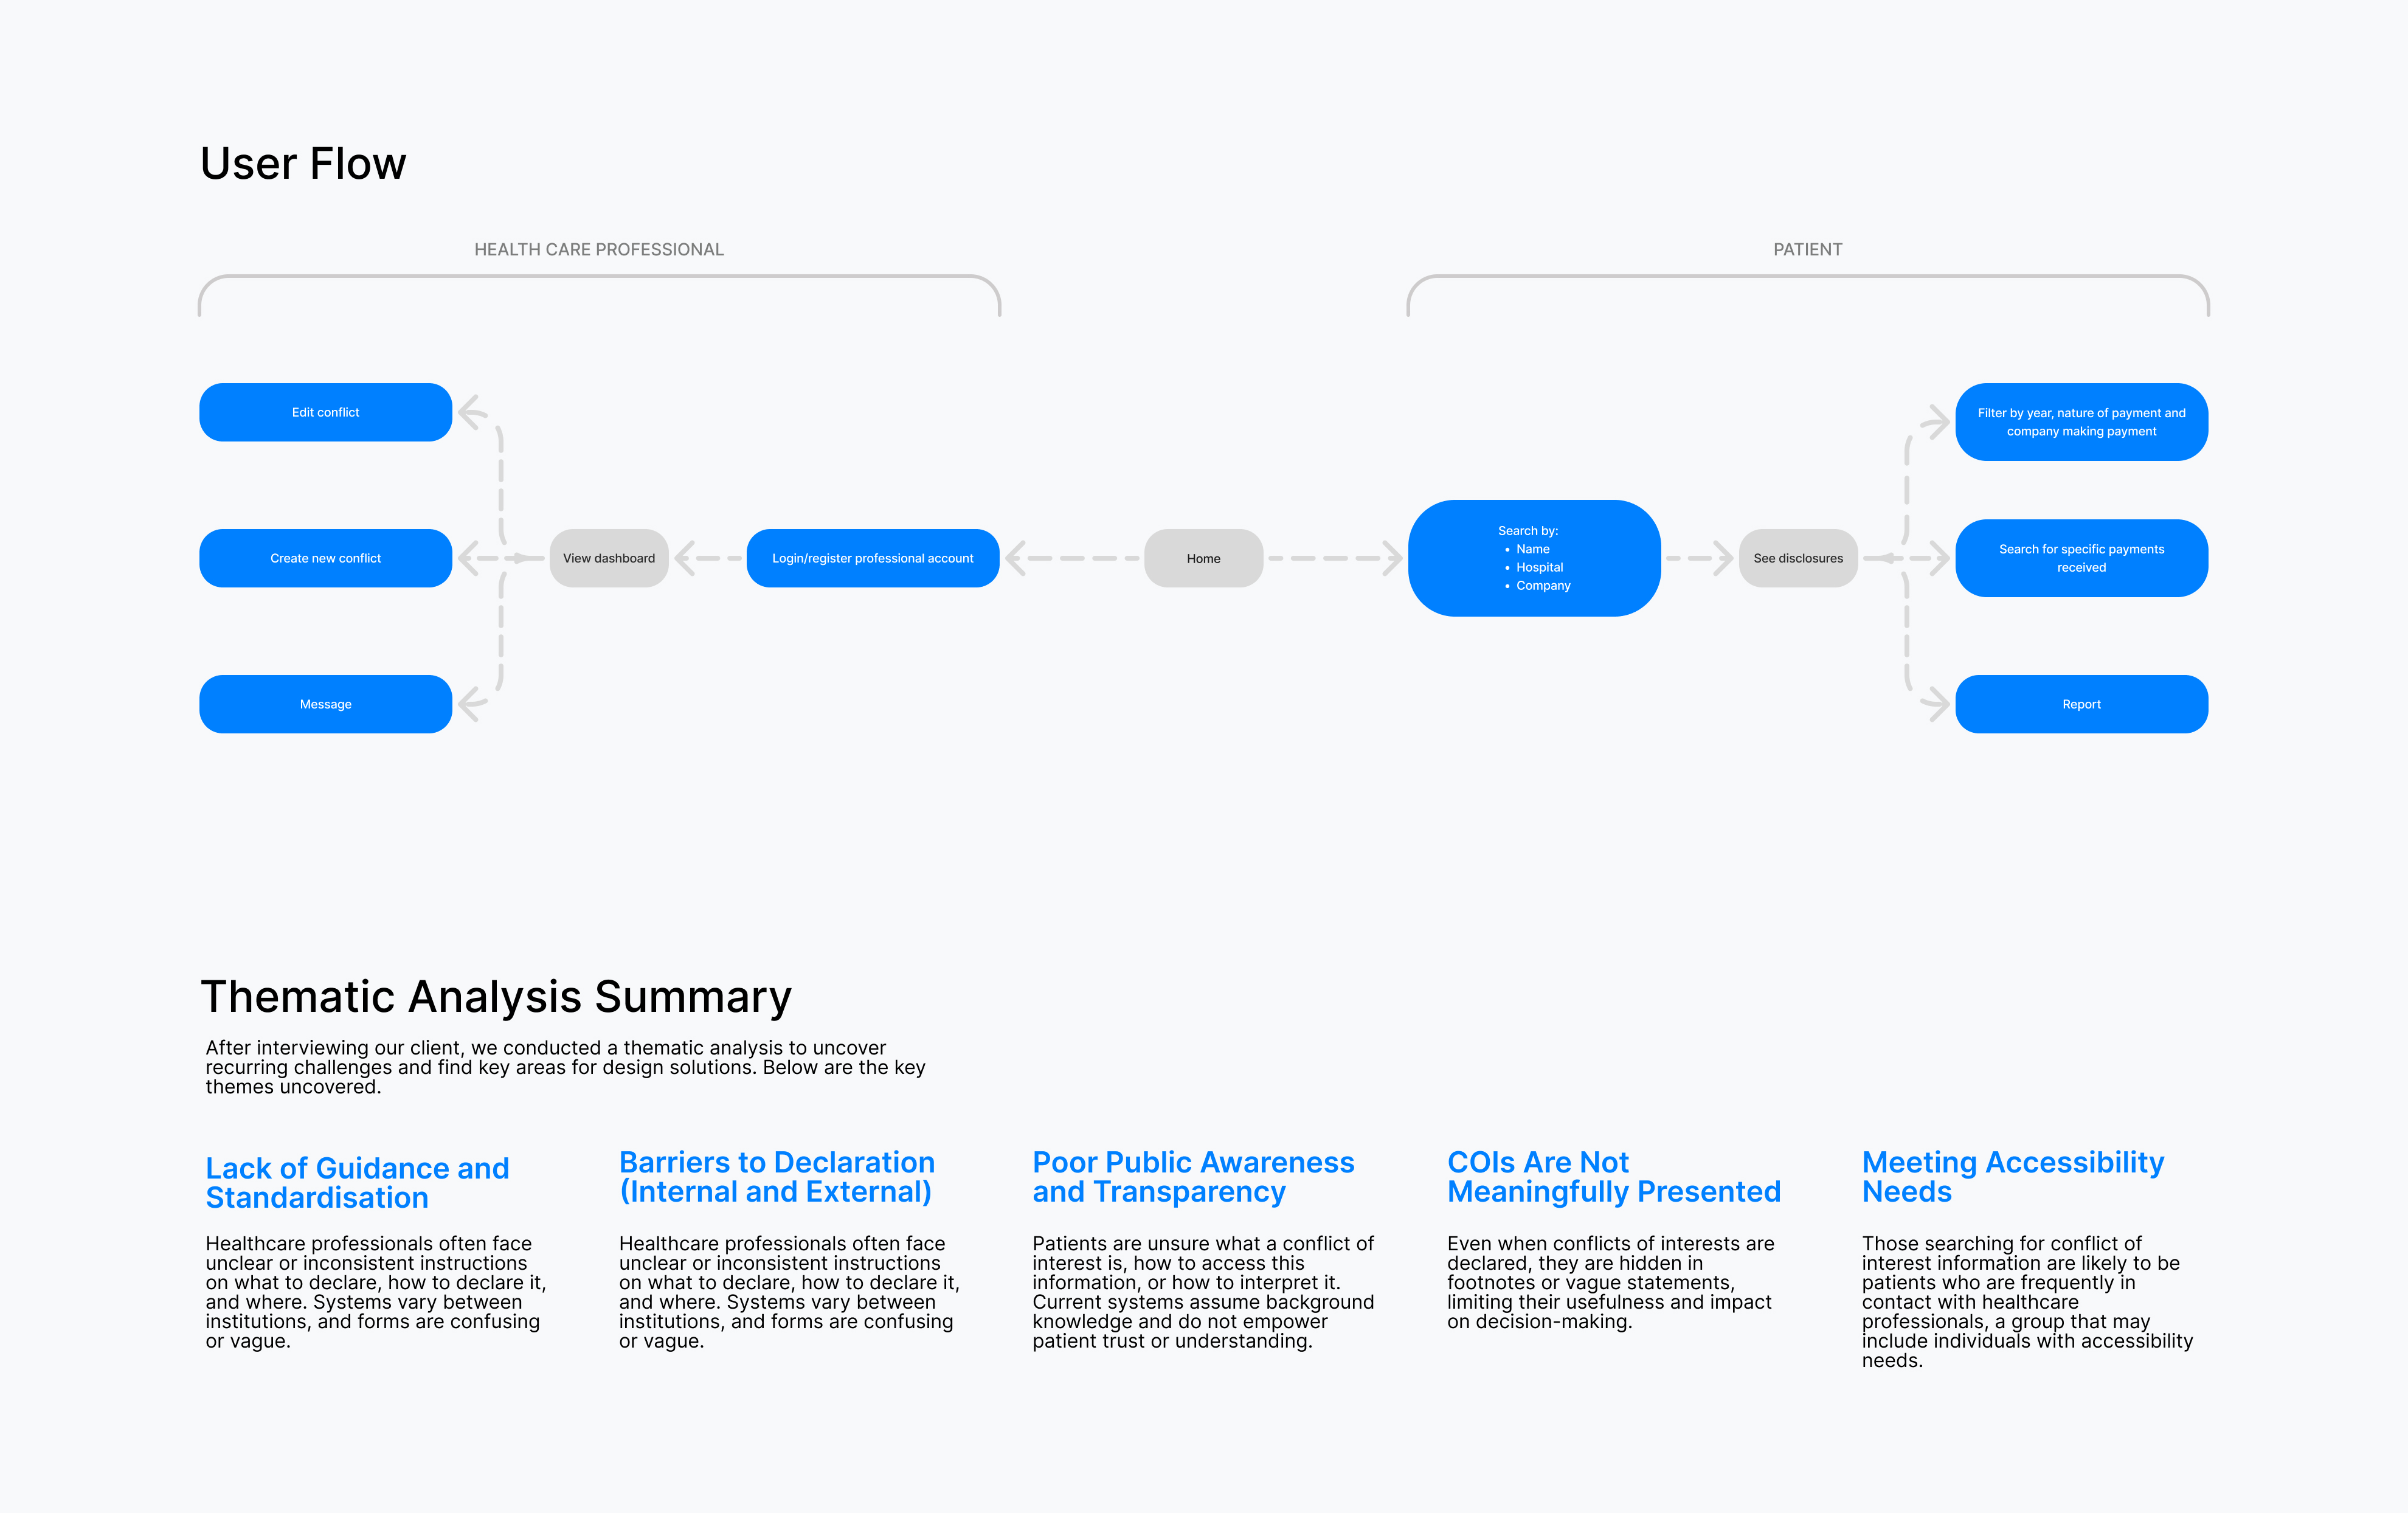 User Flow
HEALTH CARE PROFESSIONAL
PATIENT
Edit conflict
Create new conflict
Message
View dashboard
Login/register professional account
Home
Search by:
• Name
• Hospital
• Company
See disclosures
Filter by year, nature of payment and
company making payment
Search for specific payments
received
Report
Thematic Analysis Summary
After interviewing our client, we conducted a thematic analysis to uncover
recurring challenges and find key areas for design solutions. Below are the key
themes uncovered.
Lack of Guidance and
Standardisation
Healthcare professionals often face
unclear or inconsistent instructions
on what to declare, how to declare it,
and where. Systems vary between
institutions, and forms are confusing
or vague.
Barriers to Declaration
(Internal and External)
Healthcare professionals often face
unclear or inconsistent instructions
on what to declare, how to declare it,
and where. Systems vary between
institutions, and forms are confusing
or vague.
Poor Public Awareness
and Transparency
Patients are unsure what a conflict of
interest is, how to access this
information, or how to interpret it.
Current systems assume background
knowledge and do not empower
patient trust or understanding.
COIs Are Not
Meaningfully Presented
Even when conflicts of interests are
declared, they are hidden in
footnotes or vague statements,
limiting their usefulness and impact
on decision-making.
Meeting Accessibility
Needs
Those searching for conflict of
interest information are likely to be
patients who are frequently in
contact with healthcare
professionals, a group that may
include individuals with accessibility
needs.